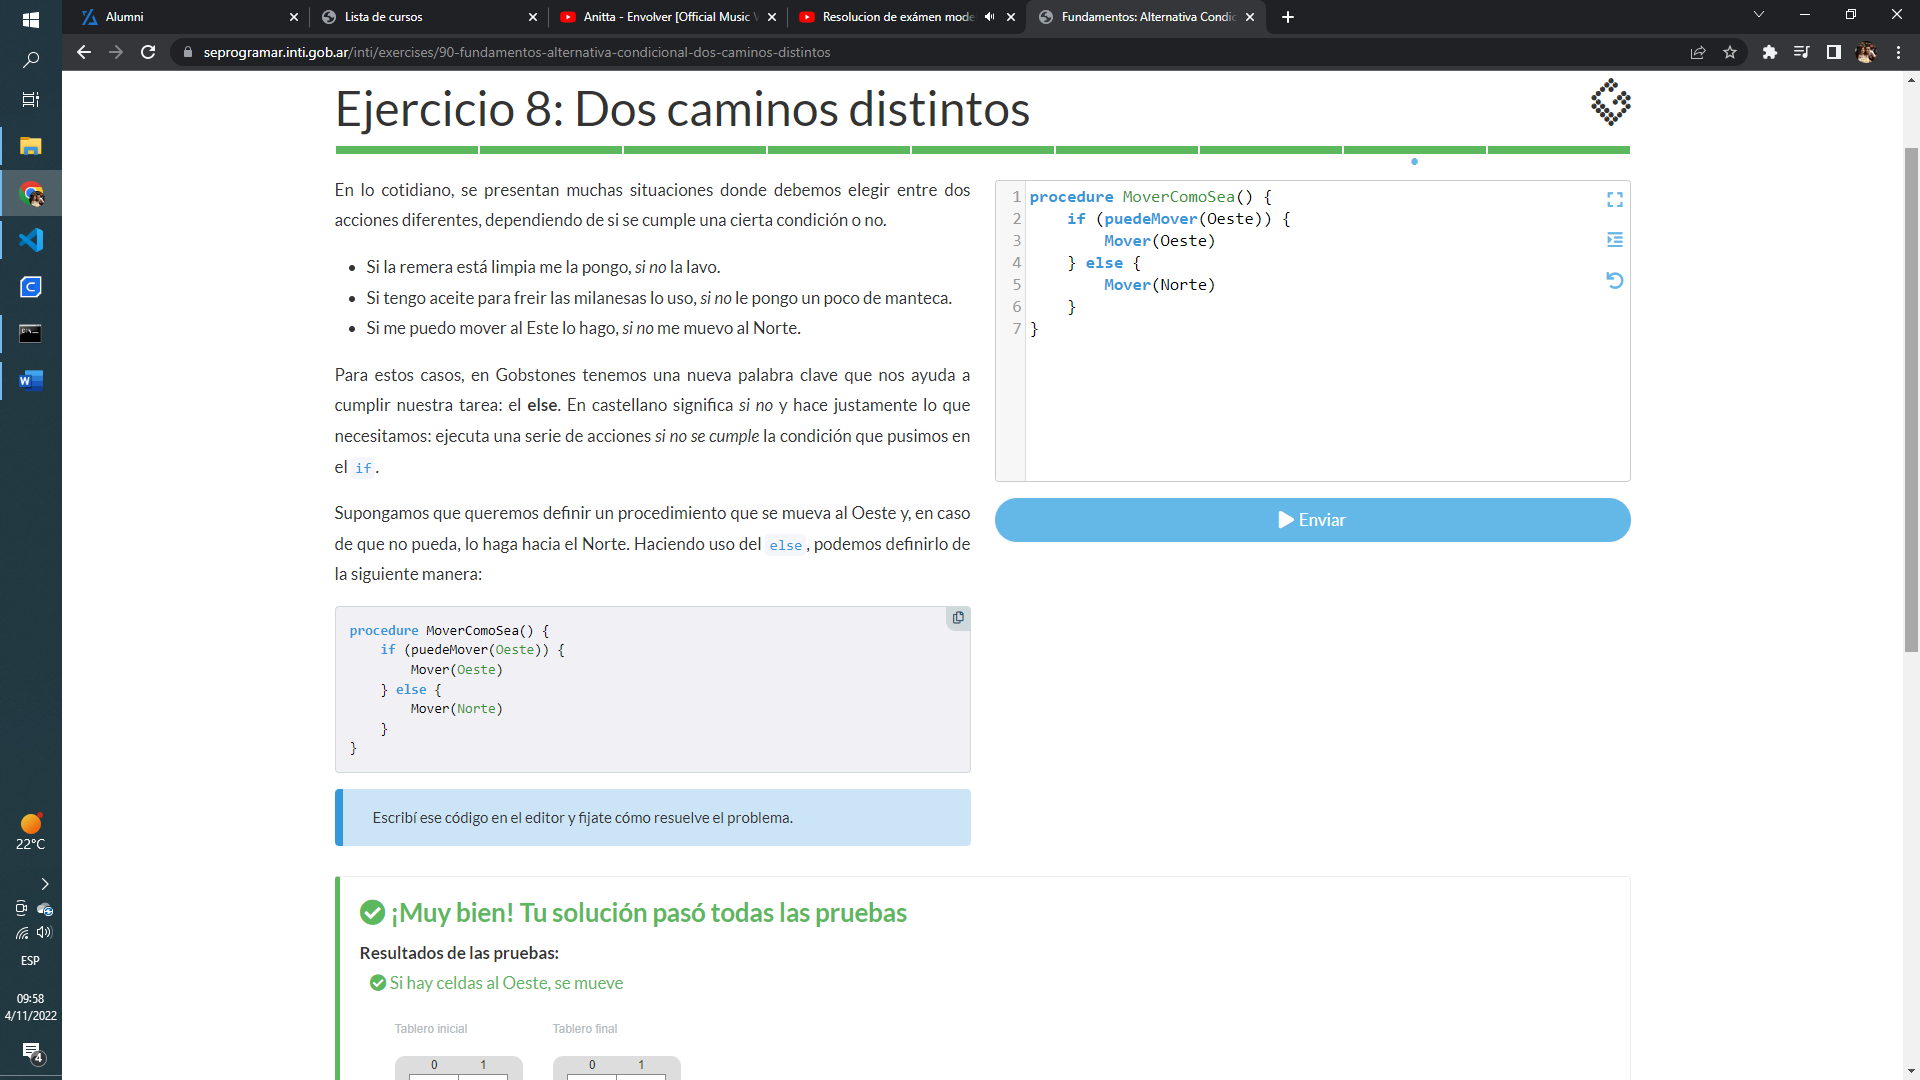 Alumni
Lista de cursos
Anitta - Envolver [Official Music V
Resolucion de exámen mode
Fundamentos: Alternativa Condic
seprogramar.inti.gob.ar/inti/exercises/90-fundamentos-alternativa-condicional-dos-caminos-distintos
Ejercicio 8: Dos caminos distintos
En lo cotidiano, se presentan muchas situaciones donde debemos elegir entre dos
acciones diferentes, dependiendo de si se cumple una cierta condición o no.
Si la remera está limpia me la pongo, si no la lavo.
Si tengo aceite para freir las milanesas lo uso, si no le pongo un poco de manteca.
Si me puedo mover al Este lo hago, si no me muevo al Norte.
Para estos casos, en Gobstones tenemos una nueva palabra clave que nos ayuda a
cumplir nuestra tarea: el else. En castellano significa si no y hace justamente lo que
necesitamos: ejecuta una serie de acciones si no se cumple la condición que pusimos en
el if.
Supongamos que queremos definir un procedimiento que se mueva al Oeste y, en caso
de que no pueda, lo haga hacia el Norte. Haciendo uso del else, podemos definirlo de
la siguiente manera:
procedure MoverComoSea() {
    if (puedeMover(Oeste)) {
        Mover(Oeste)
    } else {
        Mover(Norte)
    }
}
Escribí ese código en el editor y fijate cómo resuelve el problema.
1 procedure MoverComoSea() {
2     if (puedeMover(Oeste)) {
3         Mover(Oeste)
4     } else {
5         Mover(Norte)
6     }
7 }
Enviar
¡Muy bien! Tu solución pasó todas las pruebas
Resultados de las pruebas:
Si hay celdas al Oeste, se mueve
Tablero inicial
Tablero final
0 1
0 1
22°C
ESP
09:58
4/11/2022
4